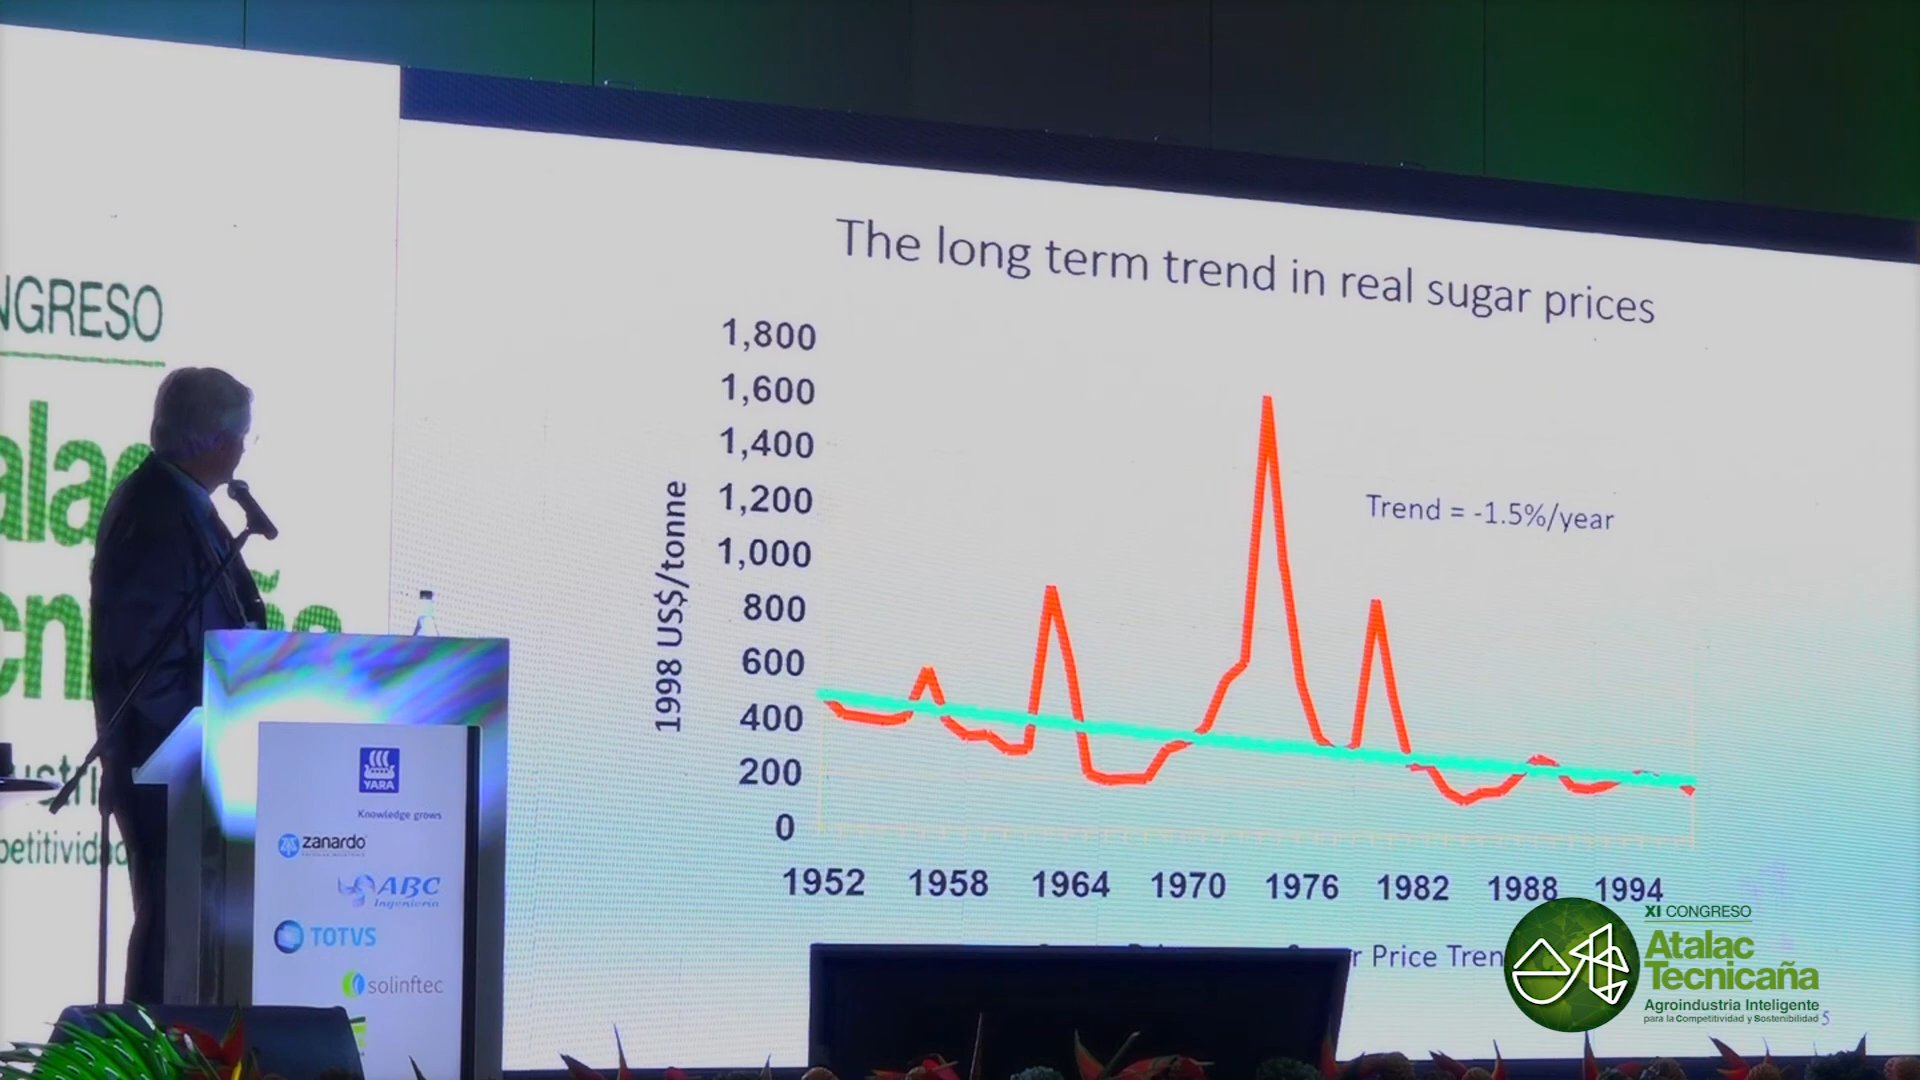 The long term trend in real sugar prices
1,800
1,600
1,400
1,200
1,000
800
600
400
200
0
1998 US$/tonne
Trend = -1.5%/year
1952 1958 1964 1970 1976 1982 1988 1994
Price Tren
NGRESO
YARA
Knowledge grows
zanardo
ABC
Ingeniería
TOTVS
solinftec
XI CONGRESO
Atalac
Tecnicaña
Agroindustria Inteligente
para la Competitividad y Sostenibilidad
5